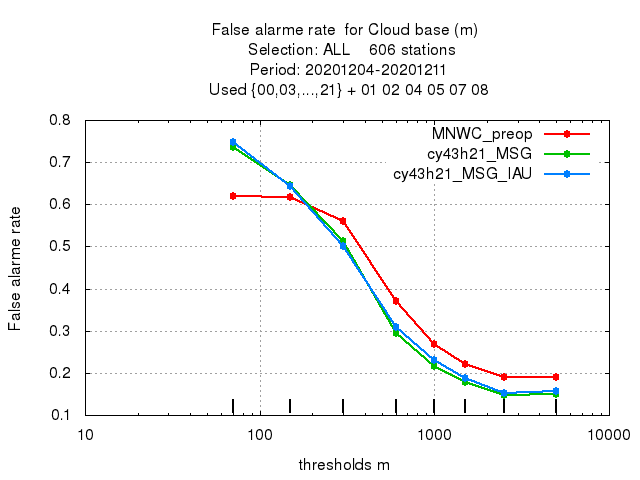 False alarme rate  for Cloud base (m)
Selection: ALL    606 stations
Period: 20201204-20201211
Used {00,03,...,21} + 01 02 04 05 07 08
MNWC_preop
cy43h21_MSG
cy43h21_MSG_IAU
False alarme rate
0.8
0.7
0.6
0.5
0.4
0.3
0.2
0.1
10
100
1000
10000
thresholds m